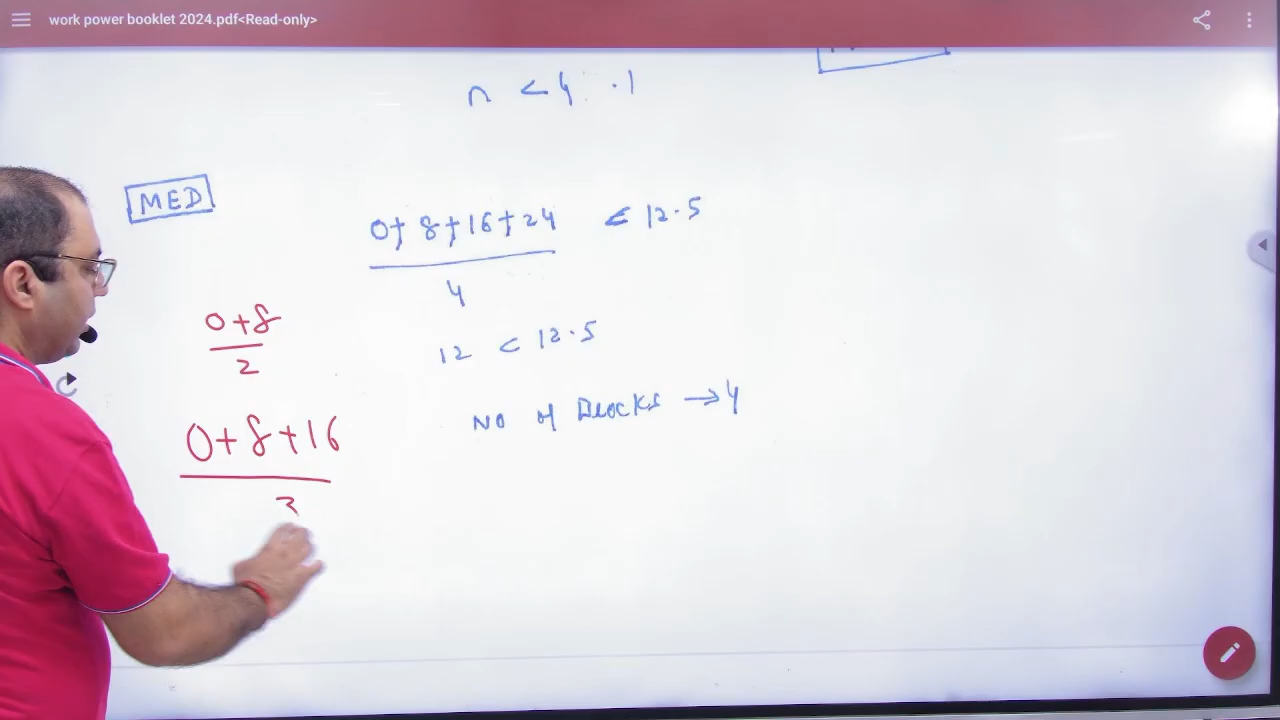 work power booklet 2024.pdf<Read-only>
n < 4.1
MED
0+8+16+24 < 12.5
4
0+8
2
12 < 12.5
No of Blocks → 4
0+8+16
3